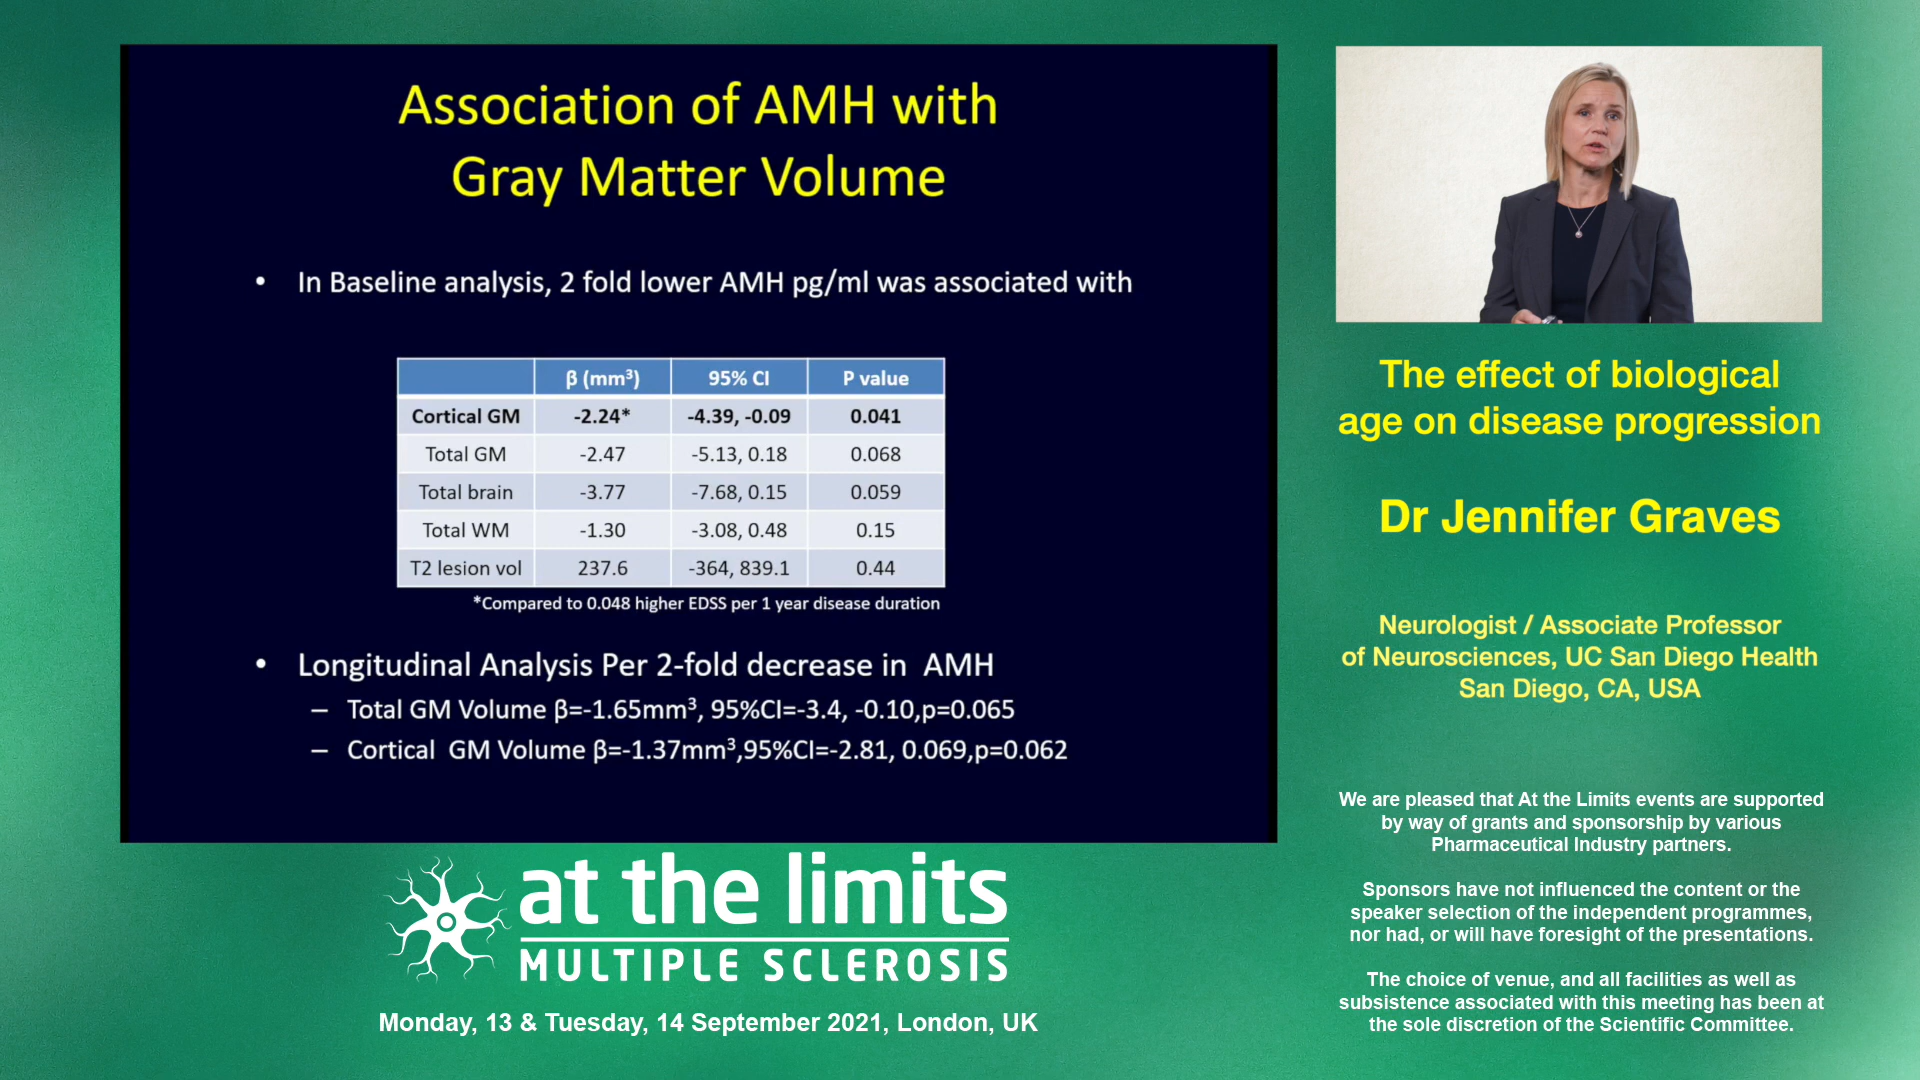 Association of AMH with
Gray Matter Volume
• In Baseline analysis, 2 fold lower AMH pg/ml was associated with
β (mm³) 95% CI P value
Cortical GM -2.24* -4.39, -0.09 0.041
Total GM -2.47 -5.13, 0.18 0.068
Total brain -3.77 -7.68, 0.15 0.059
Total WM -1.30 -3.08, 0.48 0.15
T2 lesion vol 237.6 -364, 839.1 0.44
*Compared to 0.048 higher EDSS per 1 year disease duration
• Longitudinal Analysis Per 2-fold decrease in AMH
– Total GM Volume β=-1.65mm³, 95%CI=-3.4, -0.10,p=0.065
– Cortical GM Volume β=-1.37mm³,95%CI=-2.81, 0.069,p=0.062
at the limits
MULTIPLE SCLEROSIS
Monday, 13 & Tuesday, 14 September 2021, London, UK
The effect of biological
age on disease progression
Dr Jennifer Graves
Neurologist / Associate Professor
of Neurosciences, UC San Diego Health
San Diego, CA, USA
We are pleased that At the Limits events are supported
by way of grants and sponsorship by various
Pharmaceutical Industry partners.
Sponsors have not influenced the content or the
speaker selection of the independent programmes,
nor had, or will have foresight of the presentations.
The choice of venue, and all facilities as well as
subsistence associated with this meeting has been at
the sole discretion of the Scientific Committee.